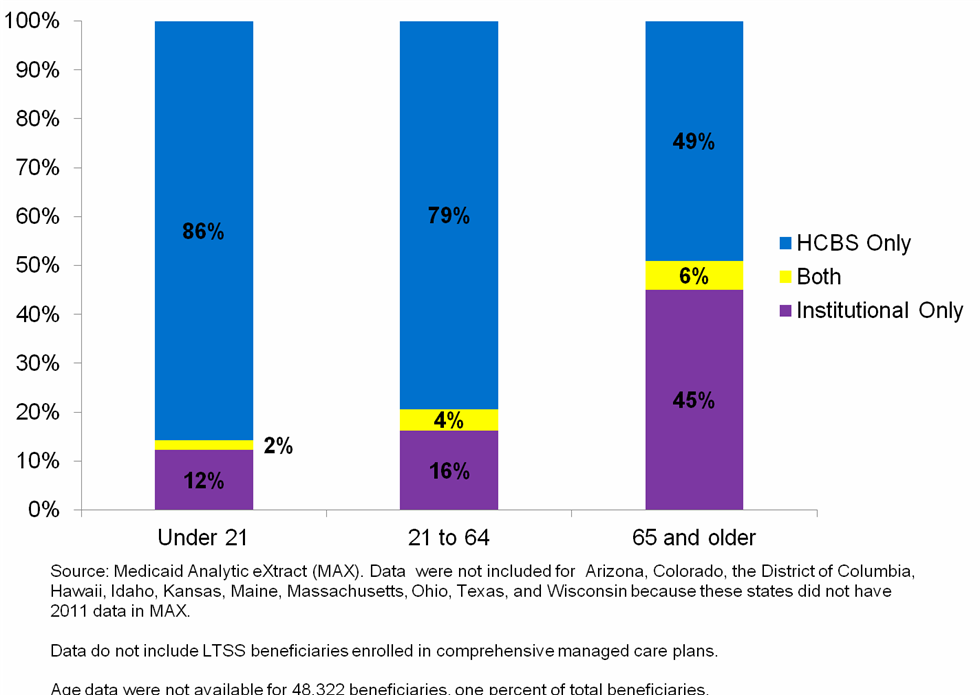 100%
90%
80%
70%
60%
50%
40%
30%
20%
10%
0%
86%
2%
12%
79%
4%
16%
49%
6%
45%
HCBS Only
Both
Institutional Only
Under 21
21 to 64
65 and older
Source: Medicaid Analytic eXtract (MAX). Data were not included for Arizona, Colorado, the District of Columbia,
Hawaii, Idaho, Kansas, Maine, Massachusetts, Ohio, Texas, and Wisconsin because these states did not have
2011 data in MAX.
Data do not include LTSS beneficiaries enrolled in comprehensive managed care plans.
Age data were not available for 48,322 beneficiaries, one percent of total beneficiaries.